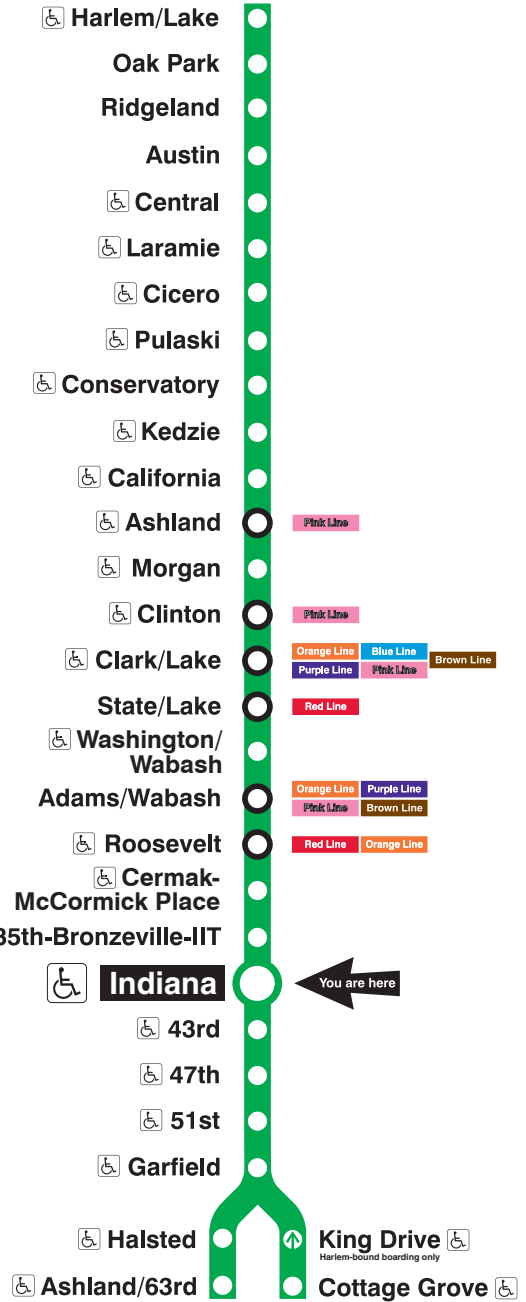 Harlem/Lake
Oak Park
Ridgeland
Austin
Central
Laramie
Cicero
Pulaski
Conservatory
Kedzie
California
Ashland
Pink Line
Morgan
Clinton
Pink Line
Clark/Lake
Orange Line Blue Line
Brown Line
Purple Line Pink Line
State/Lake
Red Line
Washington/
Wabash
Adams/Wabash
Orange Line Purple Line
Pink Line Brown Line
Roosevelt
Red Line Orange Line
Cermak-
McCormick Place
35th-Bronzeville-IIT
Indiana
You are here
43rd
47th
51st
Garfield
Halsted
King Drive
Harlem-bound boarding only
Ashland/63rd
Cottage Grove